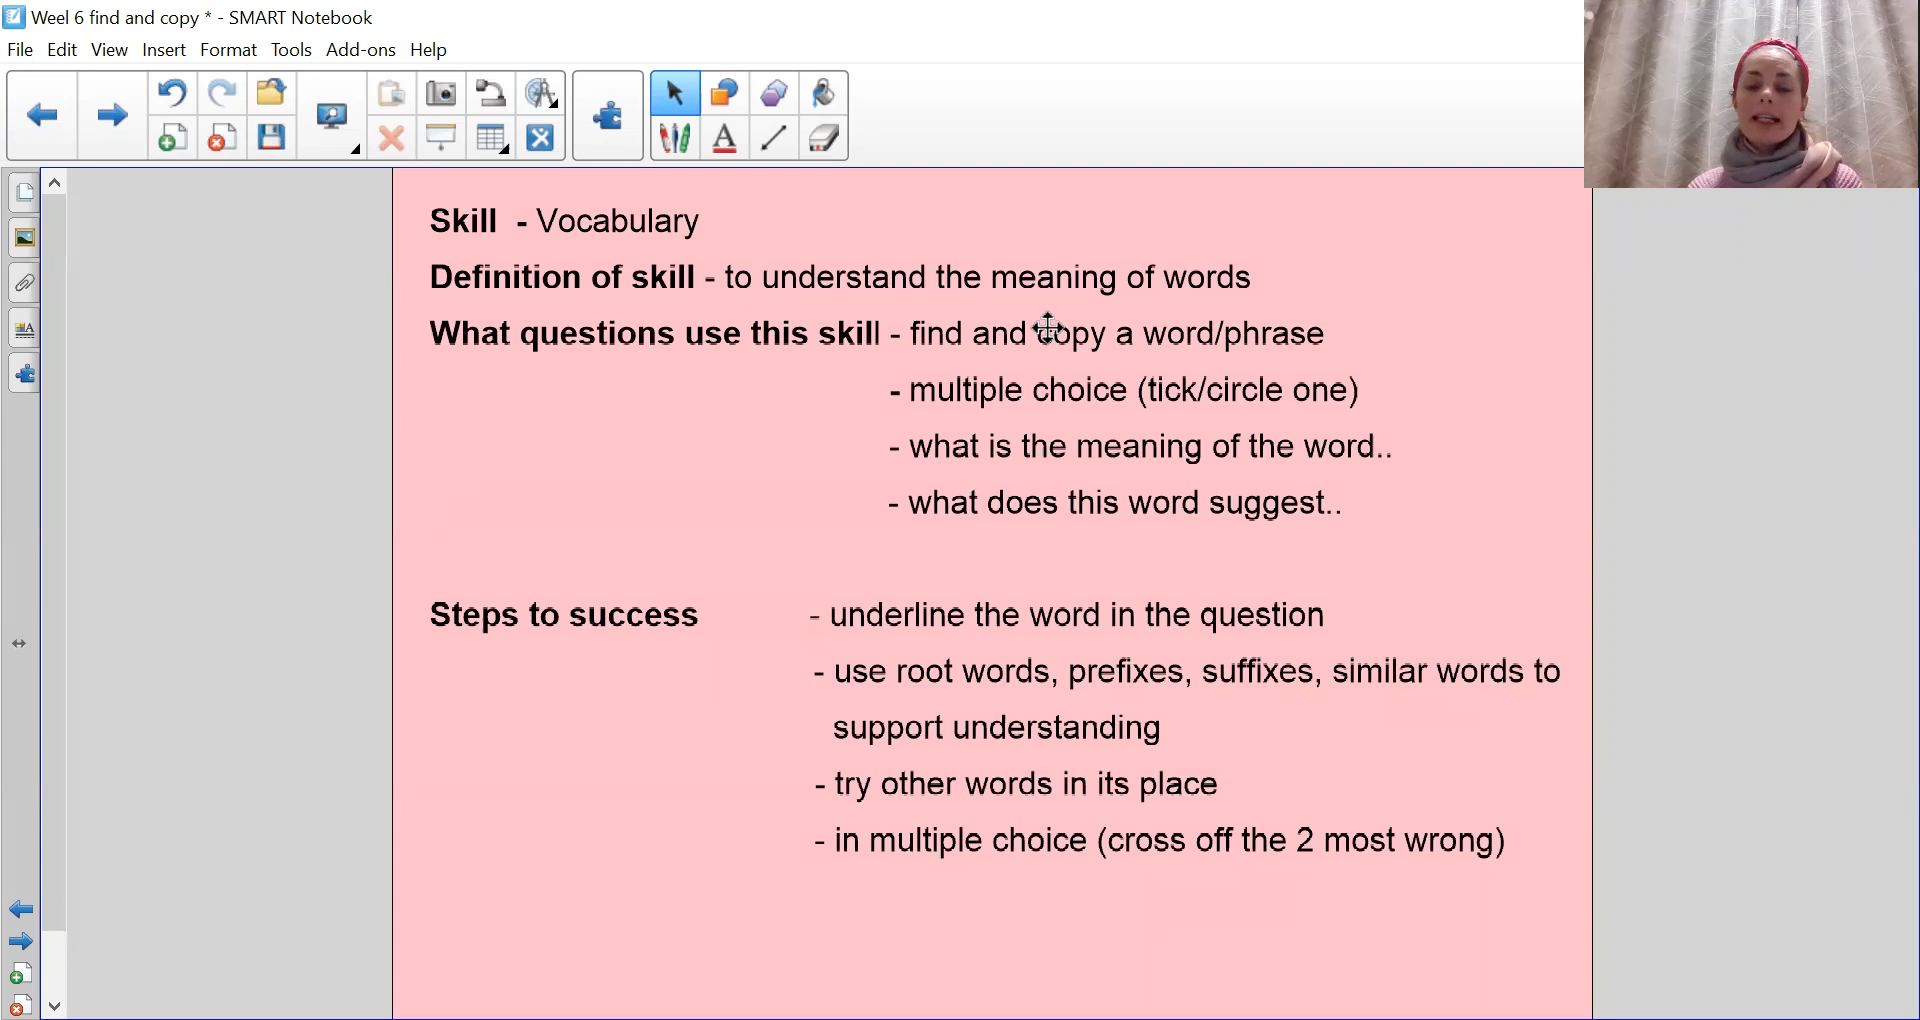 Weel 6 find and copy * - SMART Notebook
File Edit View Insert Format Tools Add-ons Help
Skill - Vocabulary
Definition of skill - to understand the meaning of words
What questions use this skill - find and copy a word/phrase
- multiple choice (tick/circle one)
- what is the meaning of the word..
- what does this word suggest..
Steps to success - underline the word in the question
- use root words, prefixes, suffixes, similar words to
support understanding
- try other words in its place
- in multiple choice (cross off the 2 most wrong)